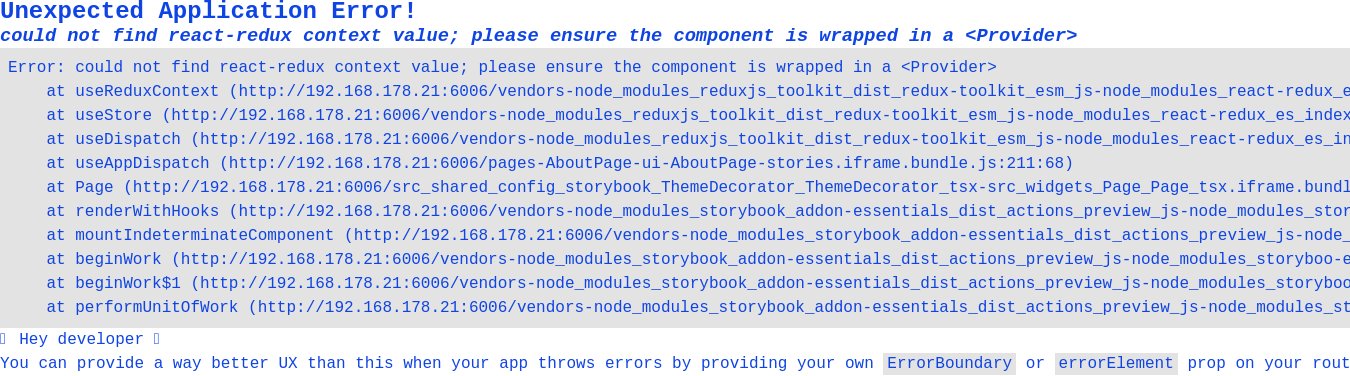 Unexpected Application Error!
could not find react-redux context value; please ensure the component is wrapped in a <Provider>
Error: could not find react-redux context value; please ensure the component is wrapped in a <Provider>
at useReduxContext (http://192.168.178.21:6006/vendors-node_modules_reduxjs_toolkit_dist_redux-toolkit_esm_js-node_modules_react-redux_e
at useStore (http://192.168.178.21:6006/vendors-node_modules_reduxjs_toolkit_dist_redux-toolkit_esm_js-node_modules_react-redux_es_index
at useDispatch (http://192.168.178.21:6006/vendors-node_modules_reduxjs_toolkit_dist_redux-toolkit_esm_js-node_modules_react-redux_es_in
at useAppDispatch (http://192.168.178.21:6006/pages-AboutPage-ui-AboutPage-stories.iframe.bundle.js:211:68)
at Page (http://192.168.178.21:6006/src_shared_config_storybook_ThemeDecorator_ThemeDecorator_tsx-src_widgets_Page_Page_tsx.iframe.bundl
at renderWithHooks (http://192.168.178.21:6006/vendors-node_modules_storybook_addon-essentials_dist_actions_preview_js-node_modules_stor
at mountIndeterminateComponent (http://192.168.178.21:6006/vendors-node_modules_storybook_addon-essentials_dist_actions_preview_js-node_
at beginWork (http://192.168.178.21:6006/vendors-node_modules_storybook_addon-essentials_dist_actions_preview_js-node_modules_storyboo-e
at beginWork$1 (http://192.168.178.21:6006/vendors-node_modules_storybook_addon-essentials_dist_actions_preview_js-node_modules_storyboo
at performUnitOfWork (http://192.168.178.21:6006/vendors-node_modules_storybook_addon-essentials_dist_actions_preview_js-node_modules_st
Hey developer
You can provide a way better UX than this when your app throws errors by providing your own ErrorBoundary or errorElement prop on your rout